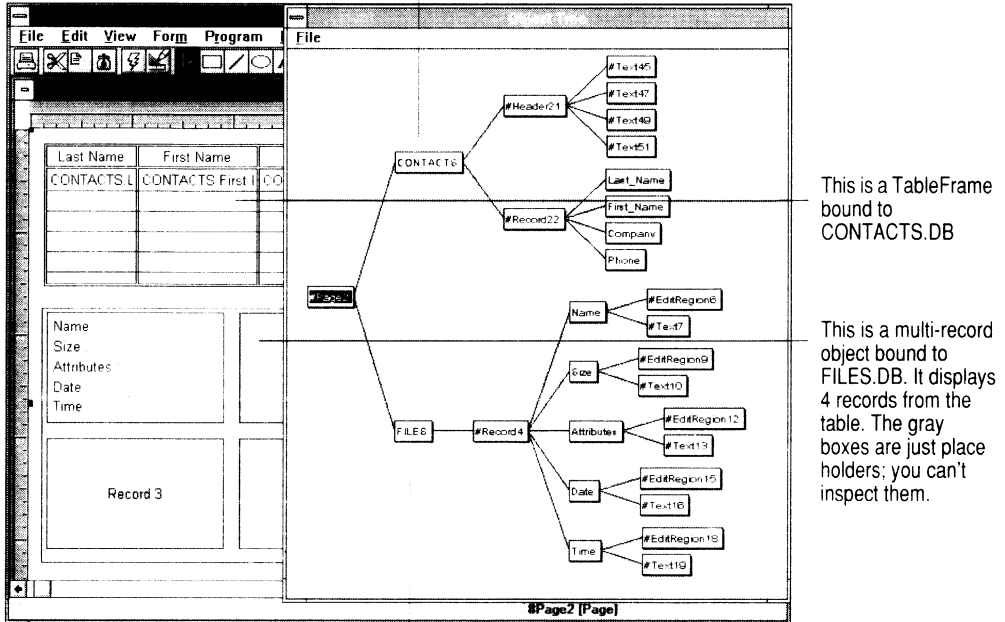 File Edit View Form Program
File
Last Name First Name
CONTACTS.L CONTACTS.First CO
Name
Size
Attributes
Date
Time
Record 3
CONTACTS
#Header21
#Text45
#Text47
#Text49
#Text51
#Record22
Last_Name
First_Name
Company
Phone
#Page2
FILES
#Record4
Name
#EditRegion6
#Text7
Size
#EditRegion9
#Text10
Attributes
#EditRegion12
#Text13
Date
#EditRegion15
#Text16
Time
#EditRegion18
#Text19
#Page2 [Page]
This is a TableFrame
bound to
CONTACTS.DB
This is a multi-record
object bound to
FILES.DB. It displays
4 records from the
table. The gray
boxes are just place
holders; you can't
inspect them.